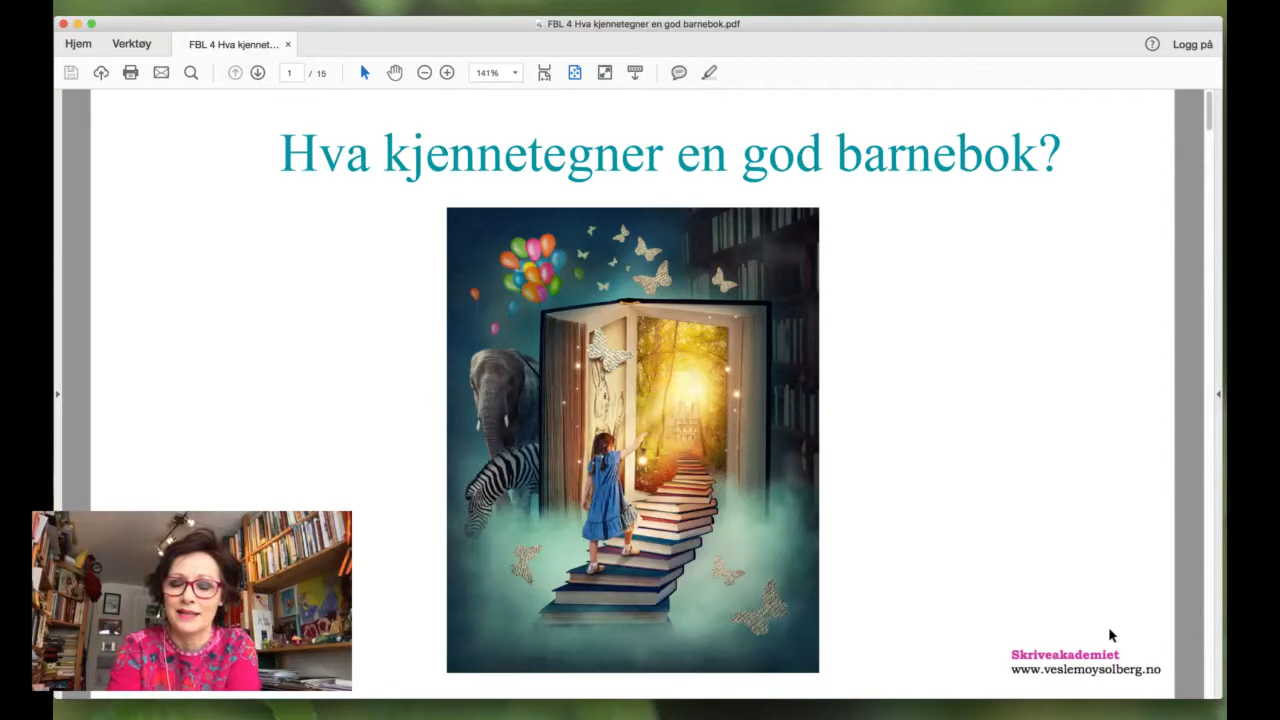 FBL 4 Hva kjennetegner en god barnebok.pdf
Hjem Verktøy FBL 4 Hva kjennet... × Logg på
1 / 15 141%
Hva kjennetegner en god barnebok?
Skriveakademiet
www.veslemoysolberg.no